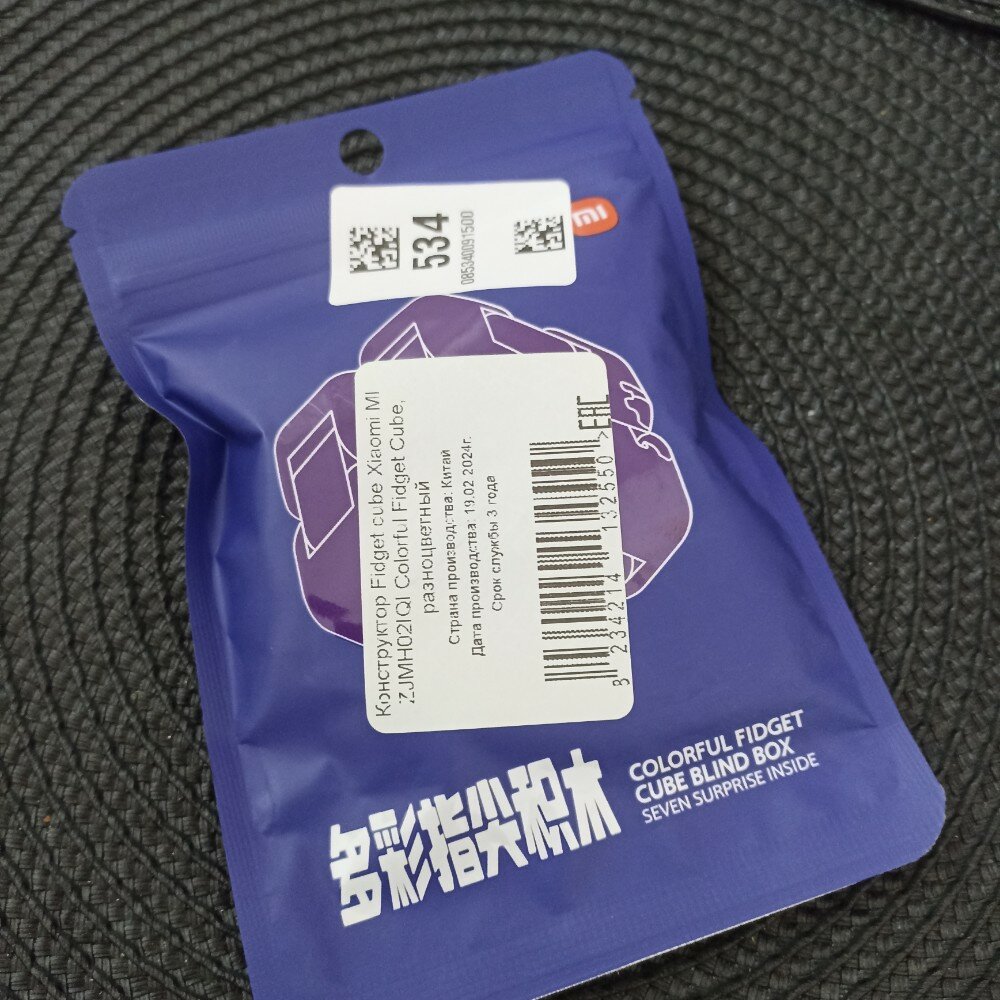 534
085340091500
mi
Конструктор Fidget cube Xiaomi MI
ZJMH02IQI Colorful Fidget Cube,
разноцветный
Страна производства: Китай
Дата производства: 19.02.2024г.
Срок службы 3 года
3 234214 132550 >
EAC
多彩指尖积木
COLORFUL FIDGET
CUBE BLIND BOX
SEVEN SURPRISE INSIDE